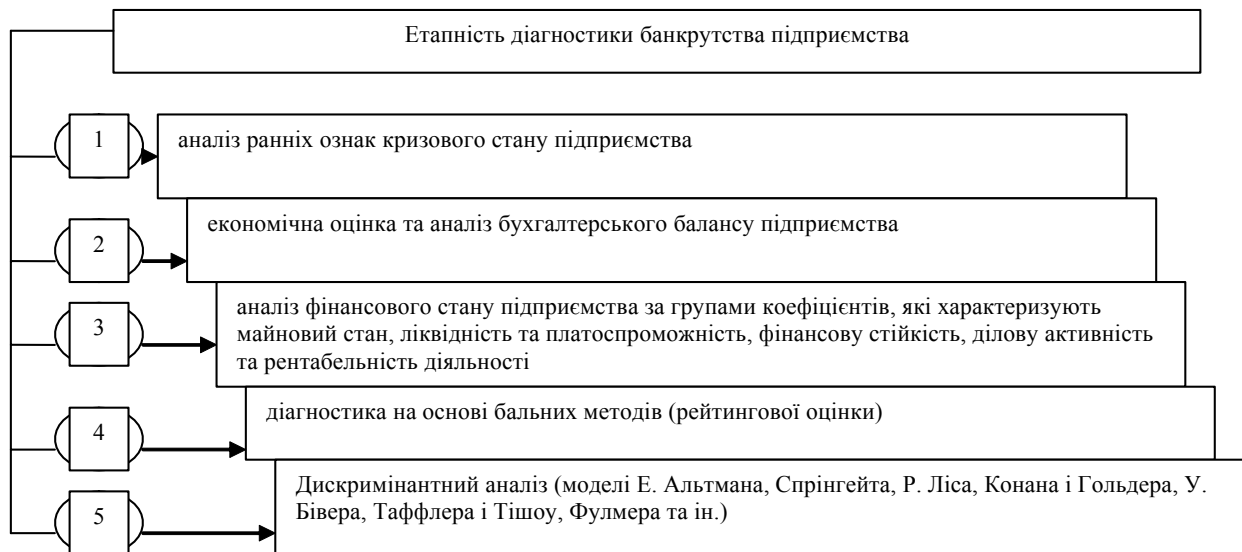 Етапність діагностики банкрутства підприємства
1
аналіз ранніх ознак кризового стану підприємства
2
економічна оцінка та аналіз бухгалтерського балансу підприємства
3
аналіз фінансового стану підприємства за групами коефіцієнтів, які характеризують
майновий стан, ліквідність та платоспроможність, фінансову стійкість, ділову активність
та рентабельність діяльності
4
діагностика на основі бальних методів (рейтингової оцінки)
5
Дискримінантний аналіз (моделі Е. Альтмана, Спрінгейта, Р. Ліса, Конана і Гольдера, У.
Бівера, Таффлера і Тішоу, Фулмера та ін.)